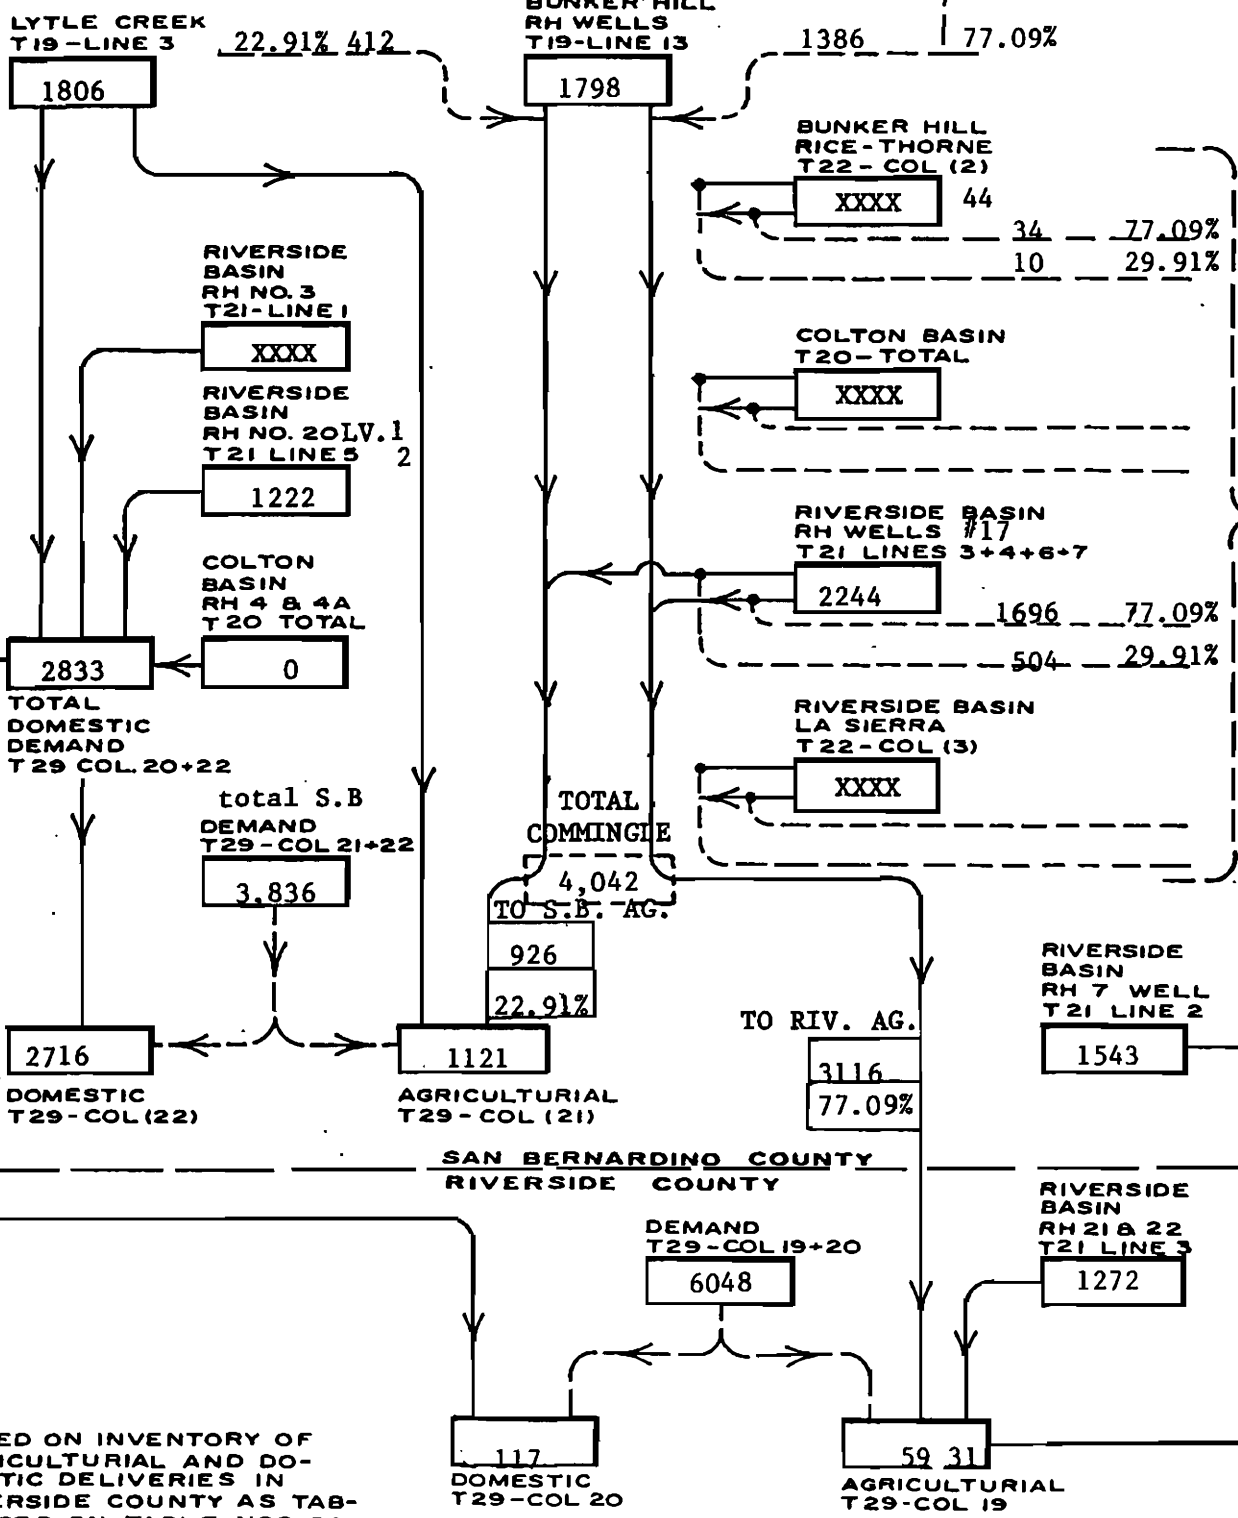 LYTLE CREEK
T19-LINE 3
1806
22.91% 412
BUNKER HILL
RH WELLS
T19-LINE 13
1798
1386 77.09%
BUNKER HILL
RICE-THORNE
T22-COL (2)
XXXX 44
34 77.09%
10 29.91%
RIVERSIDE
BASIN
RH NO. 3
T21-LINE 1
XXXX
COLTON BASIN
T20-TOTAL
XXXX
RIVERSIDE
BASIN
RH NO. 20 LV.1
T21 LINE 5 2
1222
RIVERSIDE BASIN
RH WELLS #17
T21 LINES 3+4+6+7
2244
1696 77.09%
504 29.91%
COLTON
BASIN
RH 4 & 4A
T20 TOTAL
0
2833
TOTAL
DOMESTIC
DEMAND
T29 COL. 20+22
RIVERSIDE BASIN
LA SIERRA
T22-COL (3)
XXXX
total S.B
DEMAND
T29-COL 21+22
3,836
TOTAL
COMMINGLE
4,042
TO S.B. AG.
926
22.91%
RIVERSIDE
BASIN
RH 7 WELL
T21 LINE 2
1543
TO RIV. AG.
3116
77.09%
2716
DOMESTIC
T29-COL (22)
1121
AGRICULTURIAL
T29-COL (21)
SAN BERNARDINO COUNTY
RIVERSIDE COUNTY
DEMAND
T29-COL 19+20
6048
RIVERSIDE
BASIN
RH 21 & 22
T21 LINE 3
1272
117
DOMESTIC
T29-COL 20
59 31
AGRICULTURIAL
T29-COL 19
ED ON INVENTORY OF
ICULTURIAL AND DO-
TIC DELIVERIES IN
ERSIDE COUNTY AS TAB-